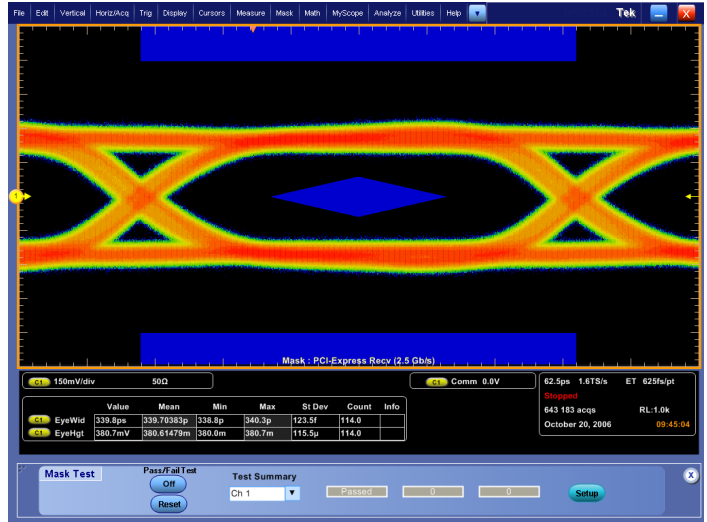 File Edit Vertical Horiz/Acq Trig Display Cursors Measure Mask Math MyScope Analyze Utilities Help Tek X
1
Mask : PCI-Express Recv (2.5 Gb/s)
C1 150mV/div 50Ω
C1 Comm 0.0V
62.5ps 1.6TS/s ET 625fs/pt
Stopped
643 183 acqs RL:1.0k
October 20, 2006 09:45:04
Value Mean Min Max St Dev Count Info
C1 EyeWid 339.8ps 339.70383p 338.8p 340.3p 123.5f 114.0
C1 EyeHgt 380.7mV 380.61479m 380.0m 380.7m 115.5µ 114.0
Mask Test
Pass/Fail Test
Off
Reset
Test Summary
Ch 1
Passed 0 0
Setup
X